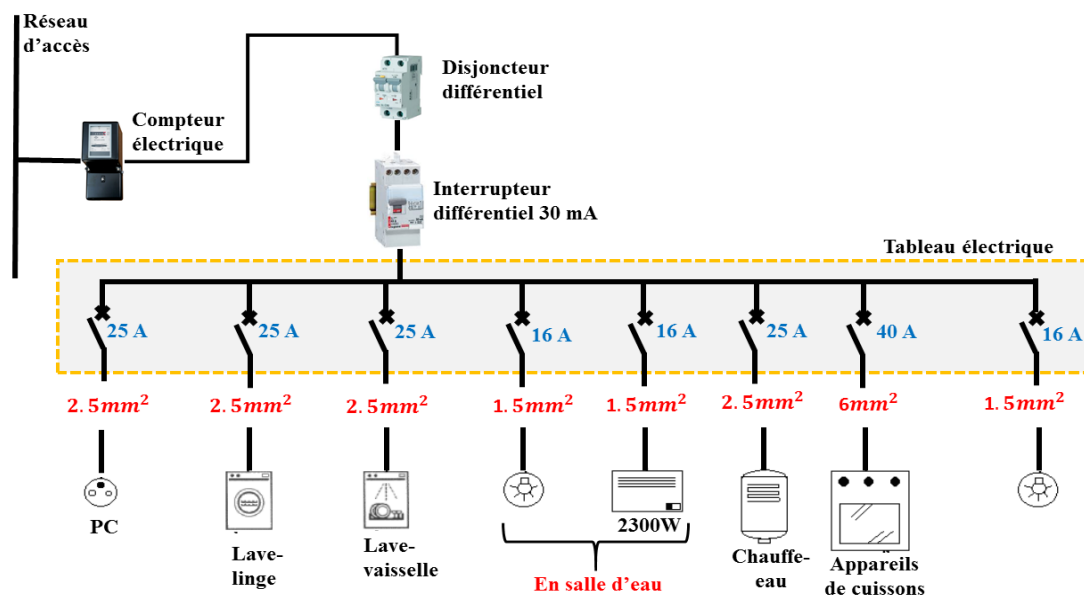 Réseau
d’accès
Disjoncteur
différentiel
Compteur
électrique
Interrupteur
différentiel 30 mA
Tableau électrique
25 A
25 A
25 A
16 A
16 A
25 A
40 A
16 A
2.5mm²
2.5mm²
2.5mm²
1.5mm²
1.5mm²
2.5mm²
6mm²
1.5mm²
PC
Lave-
linge
Lave-
vaisselle
2300W
En salle d’eau
Chauffe-
eau
Appareils
de cuissons